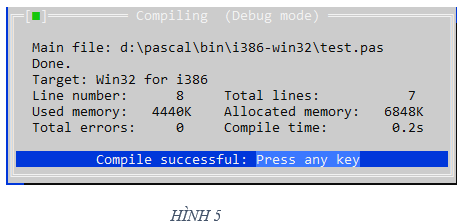 [■] Compiling (Debug mode)
Main file: d:\pascal\bin\i386-win32\test.pas
Done.
Target: Win32 for i386
Line number: 8 Total lines: 7
Used memory: 4440K Allocated memory: 6848K
Total errors: 0 Compile time: 0.2s
Compile successful: Press any key
HÌNH 5